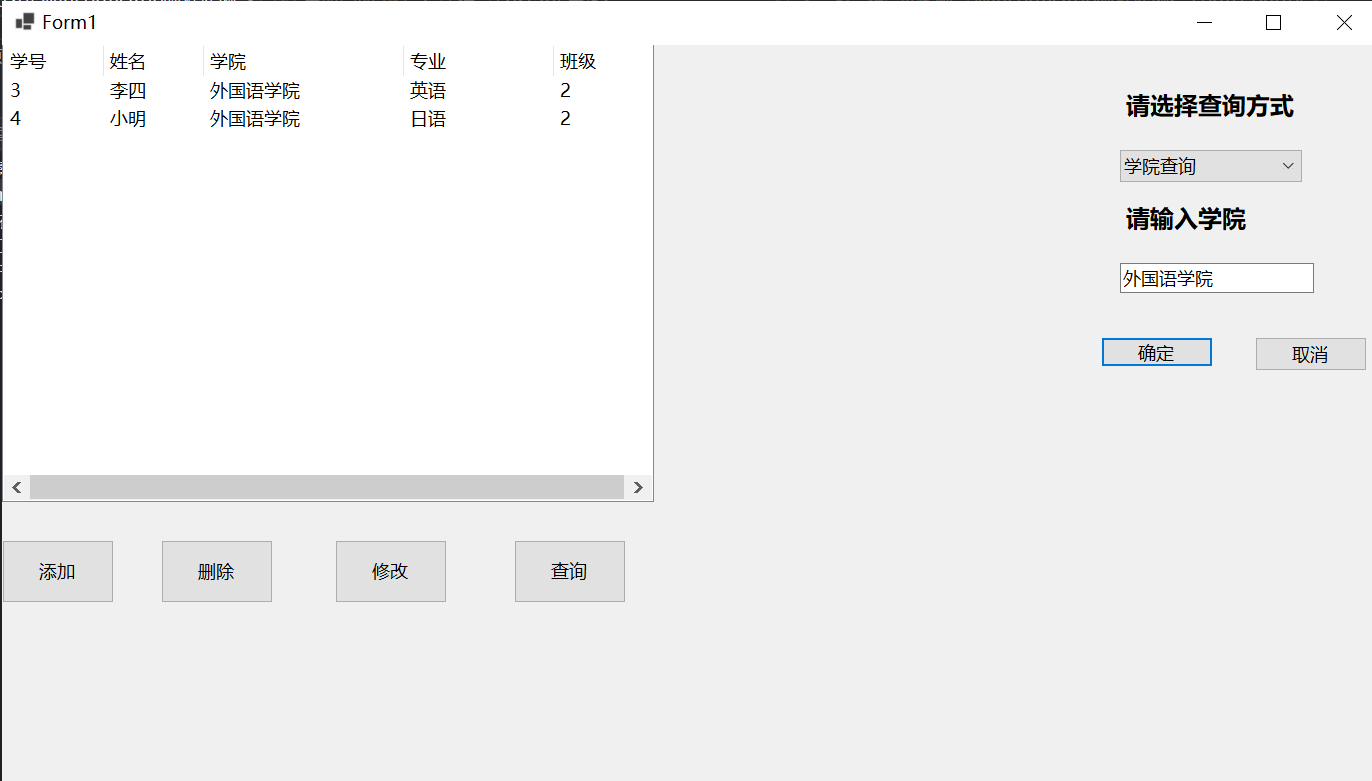 Form1
学号 姓名 学院 专业 班级
3 李四 外国语学院 英语 2
4 小明 外国语学院 日语 2
请选择查询方式
学院查询
请输入学院
外国语学院
确定 取消
添加 删除 修改 查询